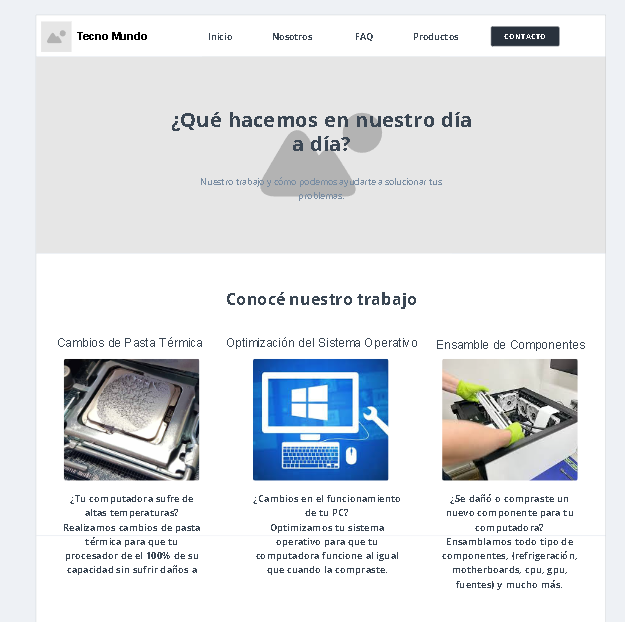 Tecno Mundo
Inicio
Nosotros
FAQ
Productos
CONTACTO
¿Qué hacemos en nuestro día
a día?
Nuestro trabajo y cómo podemos ayudarte a solucionar tus
problemas.
Conocé nuestro trabajo
Cambios de Pasta Térmica
¿Tu computadora sufre de
altas temperaturas?
Realizamos cambios de pasta
térmica para que tu
procesador de el 100% de su
capacidad sin sufrir daños a
Optimización del Sistema Operativo
¿Cambios en el funcionamiento
de tu PC?
Optimizamos tu sistema
operativo para que tu
computadora funcione al igual
que cuando la compraste.
Ensamble de Componentes
¿Se dañó o compraste un
nuevo componente para tu
computadora?
Ensamblamos todo tipo de
componentes, (refrigeración,
motherboards, cpu, gpu,
fuentes) y mucho más.